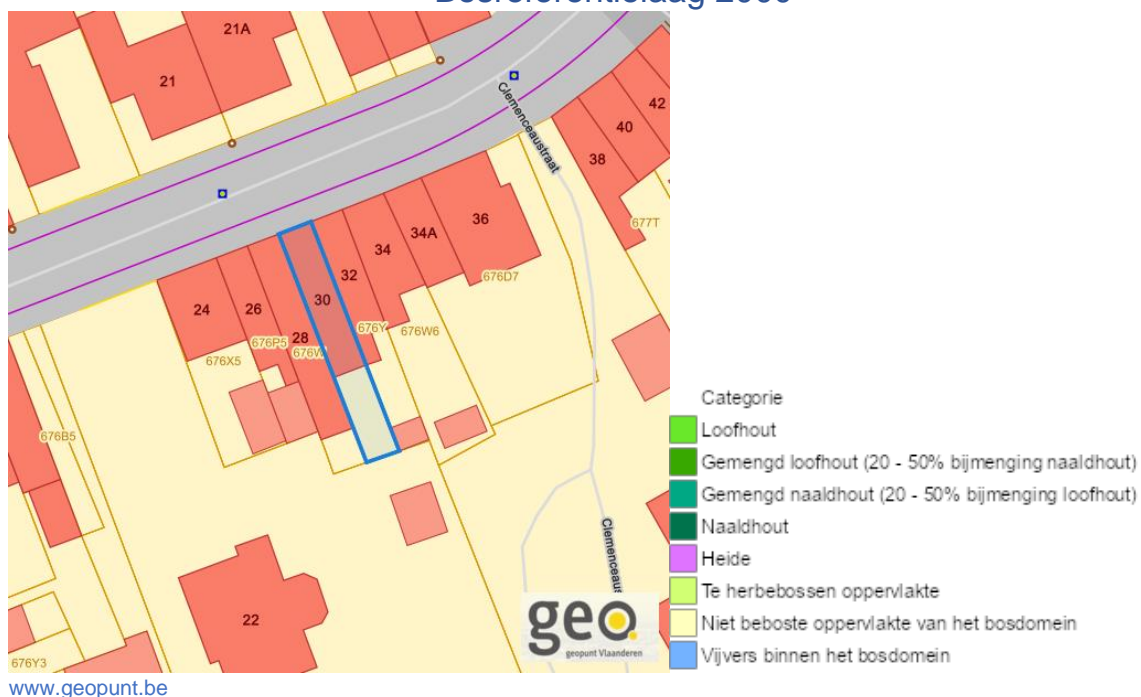 21A
21
42
40
38
Clemenceaustraat
677T
36
34A
34
32
30
28
26
24
676D7
676W6
676Y
676W
676P5
676X5
676B5
22
676Y3
Clemenceaus
geo
geopunt Vlaanderen
Categorie
Loofhout
Gemengd loofhout (20 - 50% bijmenging naaldhout)
Gemengd naaldhout (20 - 50% bijmenging loofhout)
Naaldhout
Heide
Te herbebossen oppervlakte
Niet beboste oppervlakte van het bosdomein
Vijvers binnen het bosdomein
www.geopunt.be